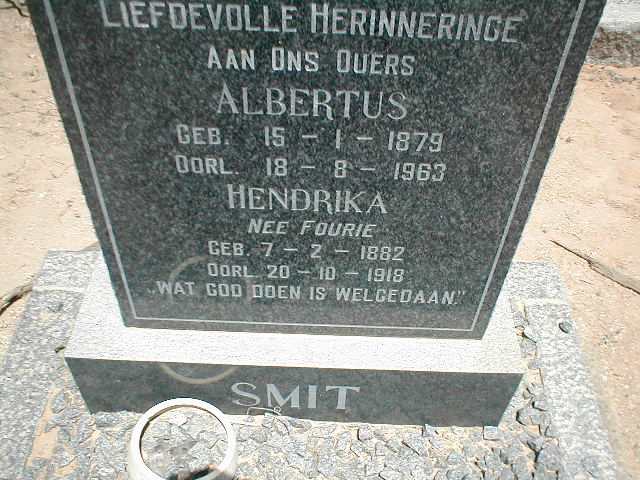 LIEFDEVOLLE HERINNERINGE
AAN ONS OUERS
ALBERTUS
GEB. 15 - 1 - 1879
OORL. 18 - 8 - 1963
HENDRIKA
NEE FOURIE
GEB. 7 - 2 - 1882
OORL. 20 - 10 - 1918
„WAT GOD DOEN IS WELGEDAAN."
SMIT